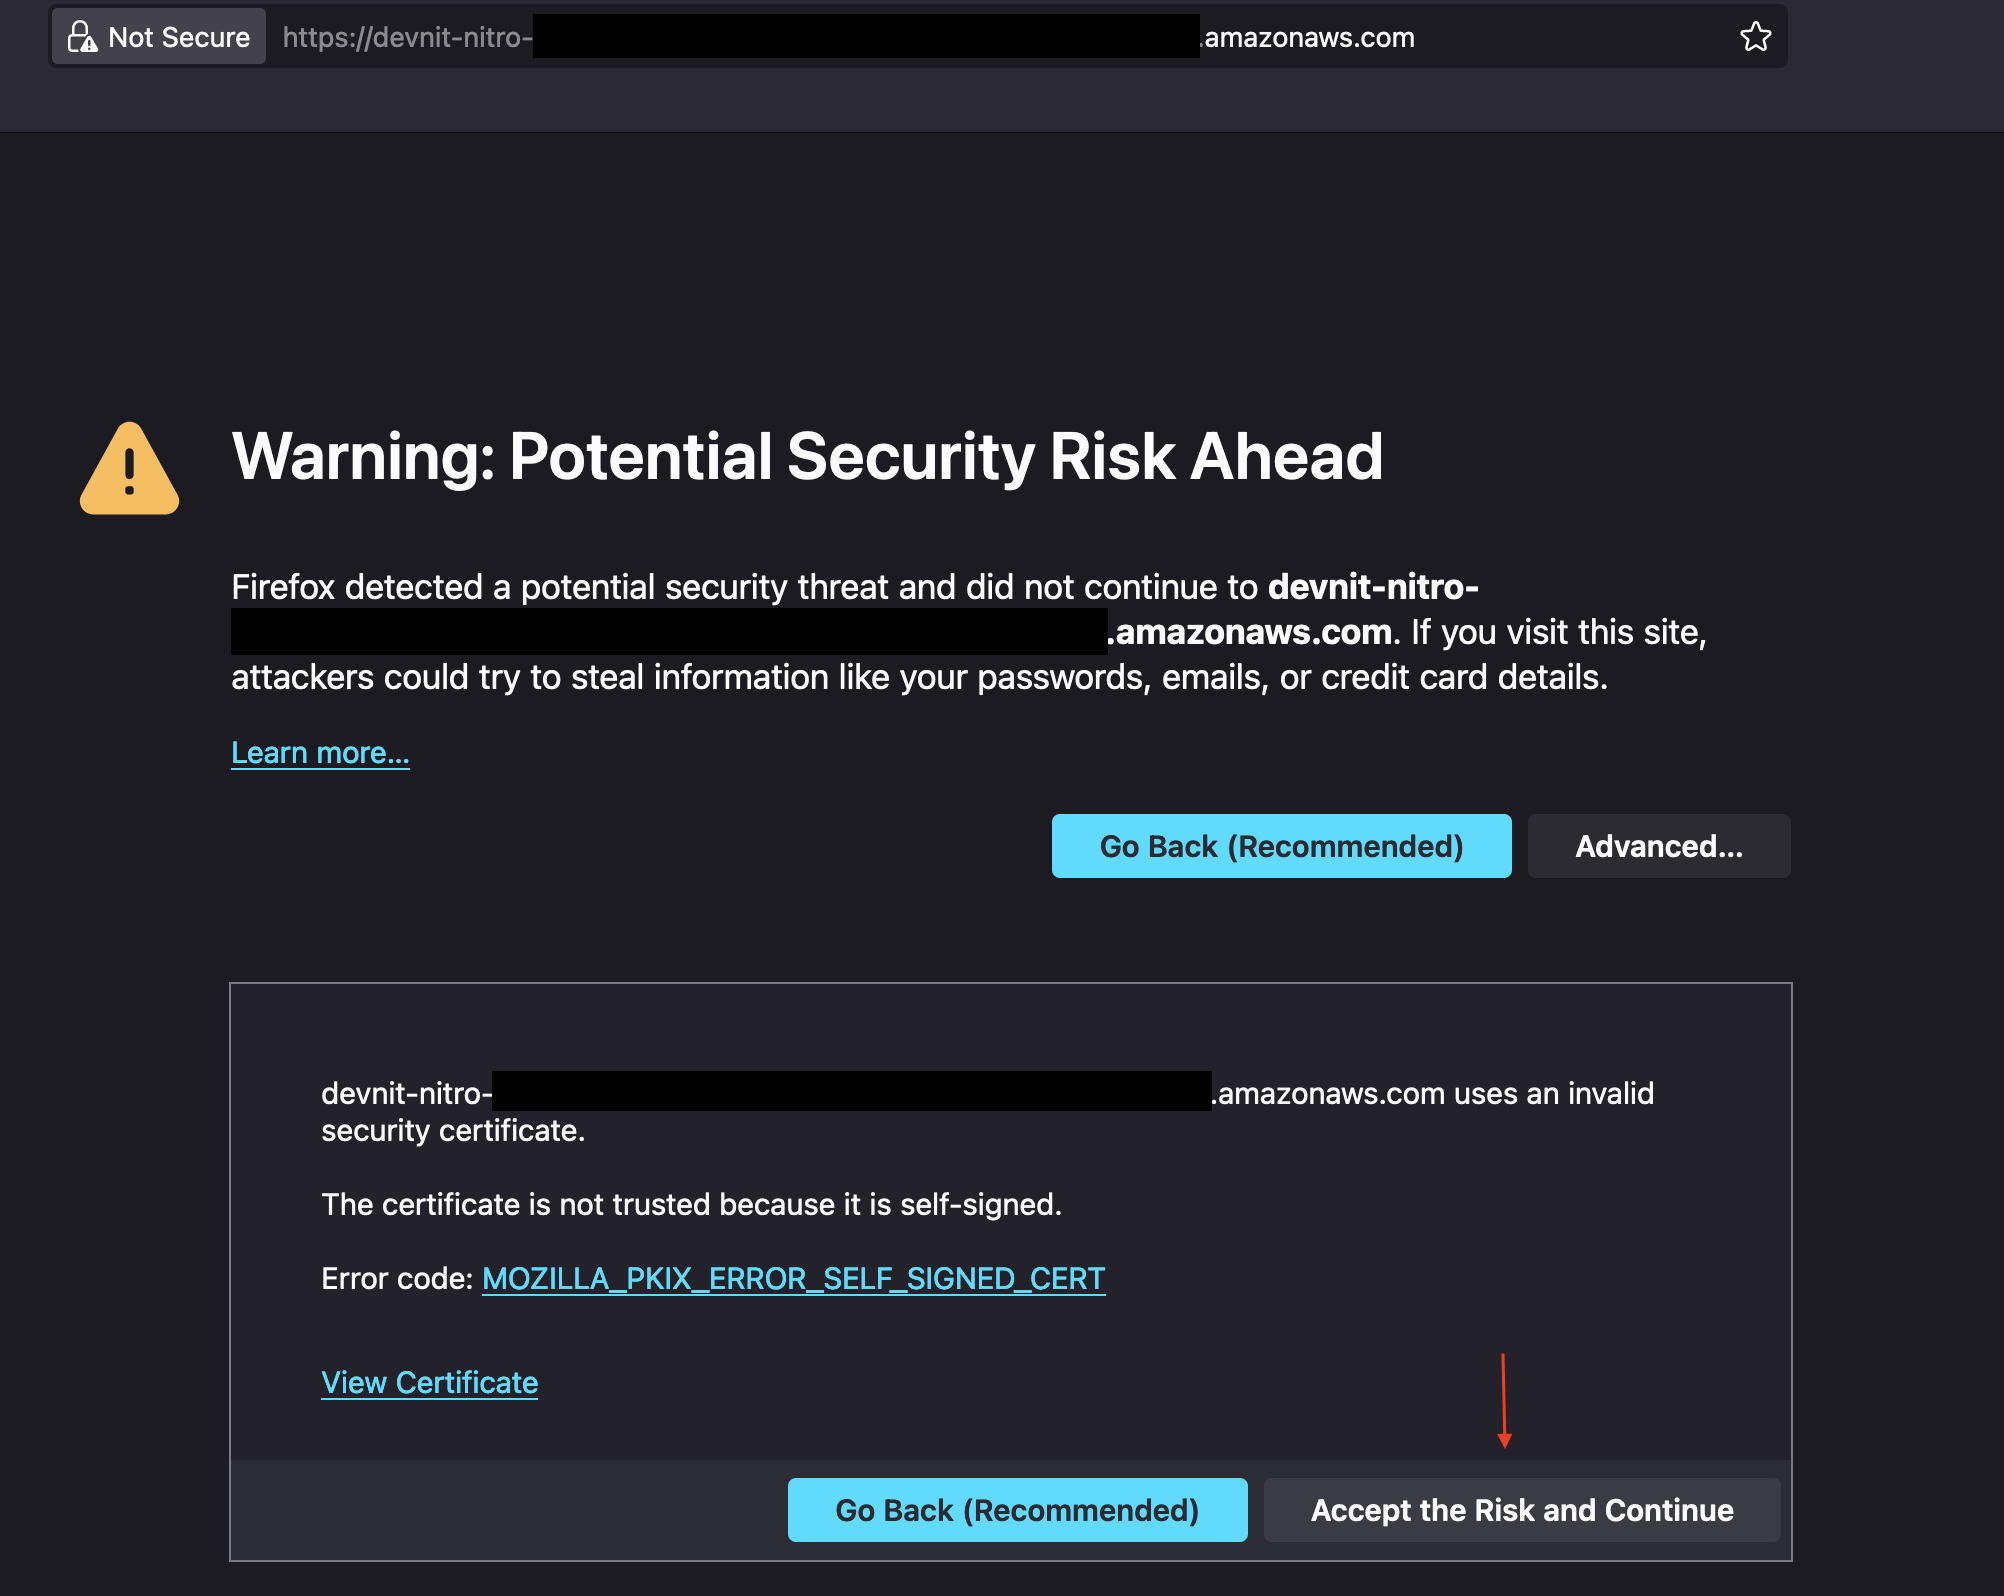 Not Secure https://devnit-nitro- .amazonaws.com
Warning: Potential Security Risk Ahead
Firefox detected a potential security threat and did not continue to devnit-nitro-
.amazonaws.com. If you visit this site,
attackers could try to steal information like your passwords, emails, or credit card details.
Learn more...
Go Back (Recommended) Advanced...
devnit-nitro- .amazonaws.com uses an invalid
security certificate.
The certificate is not trusted because it is self-signed.
Error code: MOZILLA_PKIX_ERROR_SELF_SIGNED_CERT
View Certificate
Go Back (Recommended) Accept the Risk and Continue